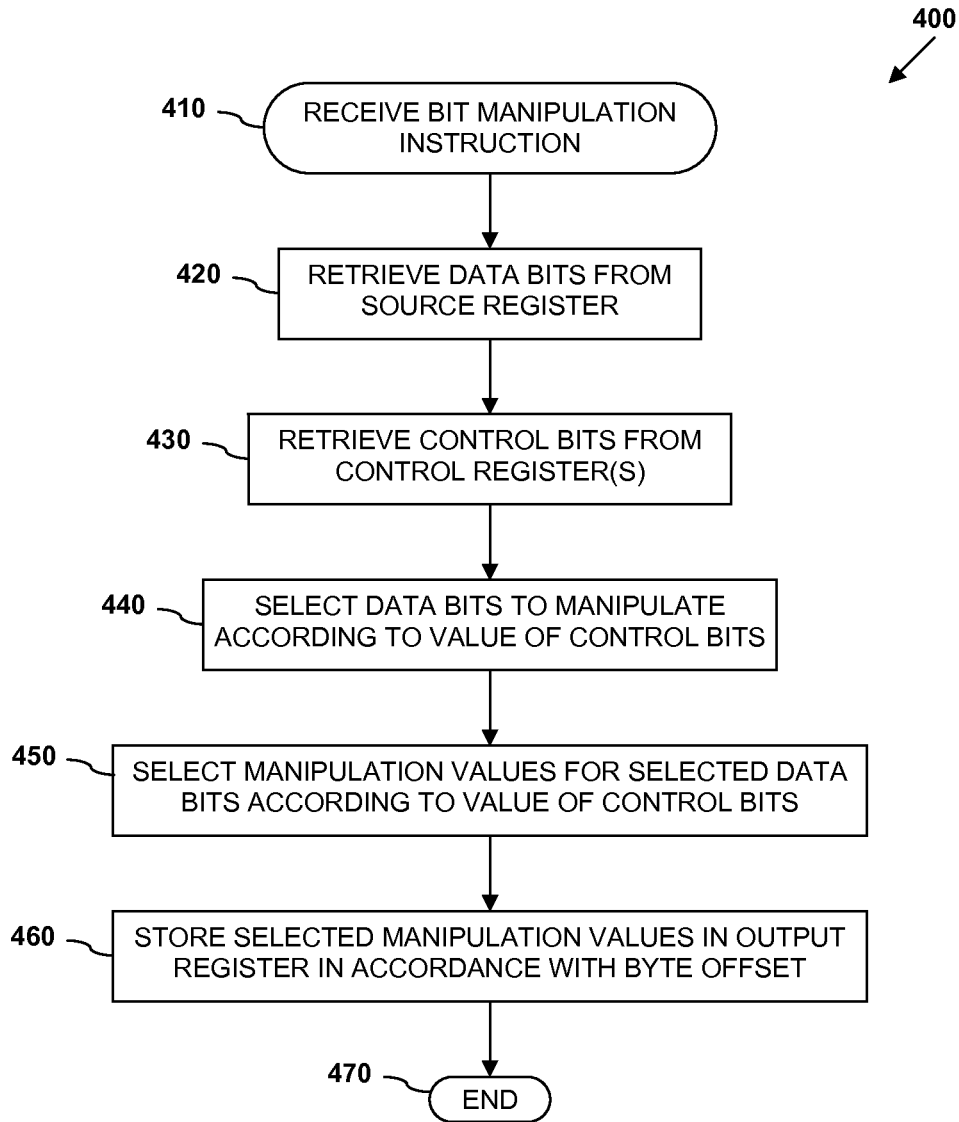 400
410
RECEIVE BIT MANIPULATION
INSTRUCTION
420
RETRIEVE DATA BITS FROM
SOURCE REGISTER
430
RETRIEVE CONTROL BITS FROM
CONTROL REGISTER(S)
440
SELECT DATA BITS TO MANIPULATE
ACCORDING TO VALUE OF CONTROL BITS
450
SELECT MANIPULATION VALUES FOR SELECTED DATA
BITS ACCORDING TO VALUE OF CONTROL BITS
460
STORE SELECTED MANIPULATION VALUES IN OUTPUT
REGISTER IN ACCORDANCE WITH BYTE OFFSET
470
END